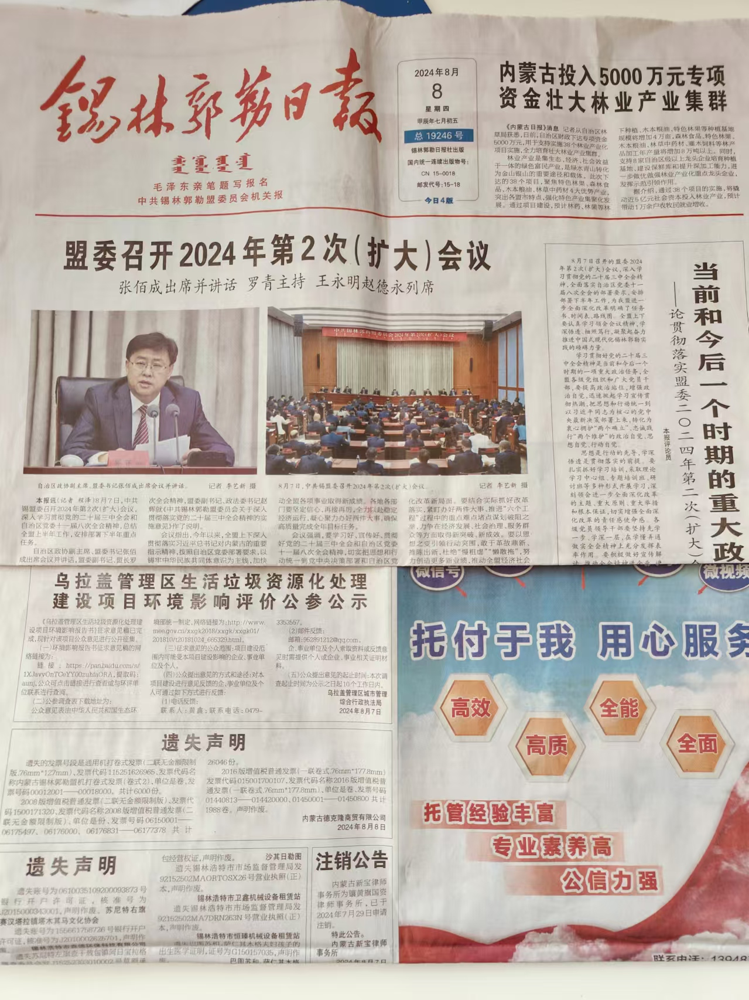 锡林郭勒日报
毛泽东亲笔题写报名
中共锡林郭勒盟委员会机关报
2024年8月
8
星期四
甲辰年七月初五
总 19246 号
锡林郭勒日报社出版
国内统一连续出版物号:
CN 15-0018
邮发代号:15-18
今日4版
内蒙古投入5000万元专项
资金壮大林业产业集群
《内蒙古日报》消息 记者从自治区林
草局获悉,日前,自治区财政下达专项资金
5000万元,用于支持实施38个林业产业化
项目实施,全力培育壮大林业产业集群。
林业产业是集生态、经济、社会效益
于一体的绿色富民产业,是绿水青山转化
为金山银山的重要途径和载体。此次下
达的38个项目,聚焦特色林果、森林食
品、木本粮油、林草中药材4大优势产业,
突出各盟市特点,强化特色产业集聚化发
展。通过项目建设,预计林药、林菌等林
下种植、木本粮油、特色林果等种植基地
规模将增加4万亩,森林食品、特色林果、
木本粮油、林草中药材、灌木饲料等林产
品加工年产量将增加8万吨以上。同时,
支持8家自治区级以上龙头企业培育种植
基地、建设保鲜库和提升深加工能力,进
一步做优做强林业产业化重点龙头企业,
发挥示范引领作用。
据介绍,通过38个项目的实施,将撬
动近5亿元社会资本投入林业产业,预计
带动1万余户农牧民就业增收。
盟委召开2024年第2次(扩大)会议
张佰成出席并讲话 罗青主持 王永明赵德永列席
中共锡林郭勒盟委员会2024年第2次(扩大)会议
自治区政协副主席、盟委书记张佰成出席会议并讲话。 记者 李艺新 摄
8月7日,中共锡盟委召开2024年第2次(扩大)会议。 记者 李艺新 摄
本报讯(记者 程泽)8月7日,中共
锡盟委召开2024年第2次(扩大)会议,
深入学习贯彻党的二十届三中全会和
自治区党委十一届八次全会精神,总结
全盟上半年工作,安排部署下半年重点
任务。
自治区政协副主席、盟委书记张佰
成出席会议并讲话,盟委副书记、盟长罗
次全会精神,盟委副书记、政法委书记赵
辉就《中共锡林郭勒盟委员会关于深入
贯彻落实党的二十届三中全会精神的实
施意见》作了说明。
会议指出,今年以来,全盟上下深入
贯彻落实习近平总书记对内蒙古的重要
指示精神,按照自治区党委部署要求,以
铸牢中华民族共同体意识为主线,加快
动全盟各项事业取得新成绩。各地各部
门要坚定信心、再接再厉,全力以赴稳定
经济运行,凝心聚力办好两件大事,确保
高质量完成全年目标任务。
会议强调,要学习好、宣传好、贯彻
好党的二十届三中全会和自治区党委
十一届八次全会精神,切实把思想和行
动统一到党中央决策部署和自治区党
化改革新局面。要结合实际抓好改革
落实,紧盯办好两件大事、推进“六个工
程”过程中的重点难点堵点谋划破阻之
举,力争在经济发展、社会治理、服务群
众等方面取得新突破、新成效。要以思
想之变引领行动突围,敢于革故鼎新、
推陈出新,杜绝“慢粗虚”“懒散拖”,努
力创造更多新业绩,推动全盟经济社会
当前和今后一个时期的重大政
——论贯彻落实盟委二〇二四年第二次(扩大)会
本报评论员
8月7日召开的盟委2024
年第2次(扩大)会议,深入学
习贯彻党的二十届三中全会精
神,全面落实自治区党委十一
届八次全会的部署要求,安排
部署下半年工作,为我盟进一
步全面深化改革明确了任务
书、时间表、路线图。全盟上下
要认真学习领会会议精神,学
深悟透、细照笃行,凝聚起奋力
推进中国式现代化锡林郭勒实
践的磅礴力量。
学习贯彻好党的二十届三
中全会精神是当前和今后一个
时期的一项重大政治任务,全
盟各级党组织和广大党员干
部,要提高政治站位,增强政
治自觉,迅速掀起学习宣传贯
彻热潮,把思想和行动统一到
以习近平同志为核心的党中
央最新决策部署上来,转化为
衷心拥护“两个确立”、忠诚践
行“两个维护”的政治自觉、思
想自觉、行动自觉。
思想是行动的先导,学深
悟透是贯彻落实的前提。要
扎实抓好学习培训,采取理论
学习中心组、专题培训班、研
讨班等多种形式开展学习,深
刻领会进一步全面深化改革
的主题、重大原则、重大举措
和根本保证,切实增强全面深
化改革的责任感使命感。各
级党员领导干部要坚持先学
一步、学深一层,在学懂弄通
做实全会精神上充分发挥表
率作用。要积极做好宣传解
乌拉盖管理区生活垃圾资源化处理
建设项目环境影响评价公参公示
《乌拉盖管理区生活垃圾资源化处理建
设项目环境影响报告书》征求意见稿已完
成,现针对该项目公众意见进行公开征集。
(一)环境影响报告书征求意见稿的网
络链接为:
链接:https://pan.baidu.com/s/
1XJavvOnTCeYY00zuhfaORA,提取码:
aunj,公众可点击链接进行查看或与环评单
位联系进行查阅。
(二)公参调查表下载地址为:
公众意见表由中华人民共和国生态环
境部统一制定,网络链接为:http://www.
mee.gov.cn/xxgk2018/xxgk/xxgk01/
201810/t20181024_665329.html。
(三)征求意见的公众范围:项目建设范
围内可能受本项目建设影响的企业、事业单
位及个人。
(四)公众提出意见的方式和途径:对本
项目建设进行意见反馈的企、事业单位及个
人可通过如下方式进行反馈:
(1)电话反馈:
联系人:黄鑫;联系电话:0479-
3353557。
(2)邮件反馈:
邮箱:952891212@qq.com。
企、事业单位及个人索取资料或反馈意
见时需提供个人或企业、事业相关证明材
料。
(五)公众提出意见的起止时间:本次调
查起止时间为公示之日起10个工作日内。
乌拉盖管理区城市管理
综合行政执法局
2024年8月7日
遗失声明
遗失的发票号段是通用机打卷式发票(二联无金额限制
版,76mm*127mm)、发票代码115251626965、发票代码名
称内蒙古锡林郭勒盟机打卷式发票(卷式2)、单位是卷、发
票号码00012001——00018000。共计6000份。
2008版增值税普通发票(二联无金额限制版)、发票代
码1500171320、发票代码名称2008版增值税普通发票(二
联无金额限制版)、单位是份、发票号码06150001——
06175497、06176000、06176831——06177378 共计
26046份。
2016版增值税普通发票(一联卷式,76mm*177.8mm)
发票代码015001700107、发票代码名称2016版增值税普
通发票(一联卷式,76mm*177.8mm)、单位是卷、发票号码
01440813——014420000、01450001——01450800共计
1988卷。声明作废。
内蒙古德克隆商贸有限公司
2024年8月8日
遗失声明
遗失账号为0610035109200093873号
银行开户许可证,核准号为
J2015000343001,声明作废。苏尼特右旗
赛汉塔拉镇塔木其马文化协会
遗失账号为155661758726号银行开户
许可证,核准号为J2010002625701,声明作
包经营权证,声明作废。 沙其日勒图
遗失锡林浩特市市场监督管理局发
92152502MAORTOSX26号营业执照(正)
本,声明作废。
锡林浩特市卫鑫机械设备租赁站
遗失锡林浩特市市场监督管理局发
92152502MA7DRN263N号营业执照(正)
本,声明作废。
锡林浩特市恒臻机械设备租赁站
出生医学证明,证号为G150157035,声明作
废。 巴图苏和、萨仁其木格
注销公告
内蒙古新宝律师
事务所为镶黄旗国资
律师事务所,已于
2024年7月29日申请
注销。
特此公告。
内蒙古新宝律师
事务所
2024年8月7日
微信号
微视频
托付于我 用心服务
高效
高质
全能
全面
托管经验丰富
专业素养高
公信力强
联系电话:13948